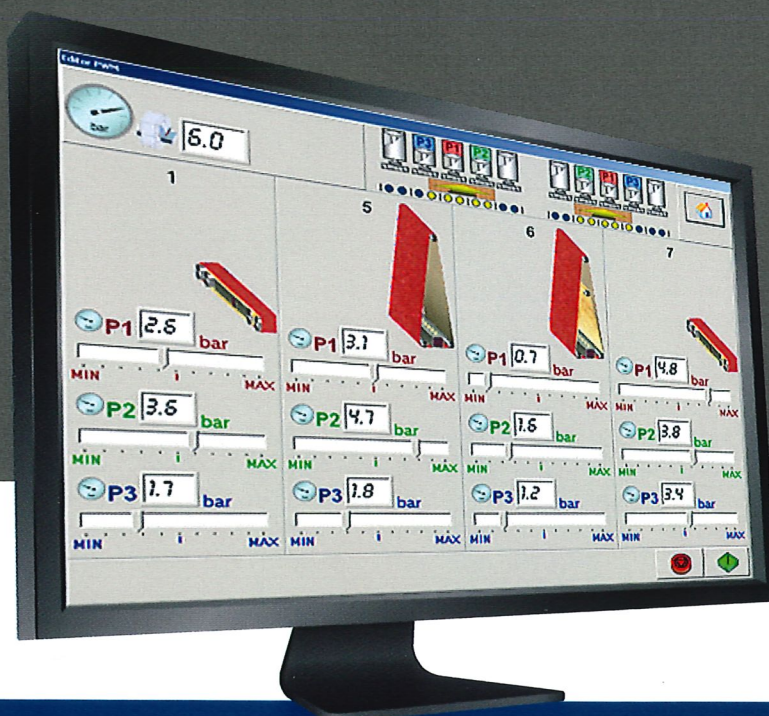 Editor PWM
bar
6.0
P3 P1 P2
P2 P1 P3
1
P1 2.6 bar
MIN i MAX
P2 3.6 bar
MIN i MAX
P3 1.7 bar
MIN i MAX
5
P1 3.1 bar
MIN i MAX
P2 4.7 bar
MIN i MAX
P3 1.8 bar
MIN i MAX
6
P1 0.7 bar
MIN i MAX
P2 1.6 bar
MIN i MAX
P3 1.2 bar
MIN i MAX
7
P1 4.8 bar
MIN i MAX
P2 3.8 bar
MIN i MAX
P3 3.4 bar
MIN i MAX